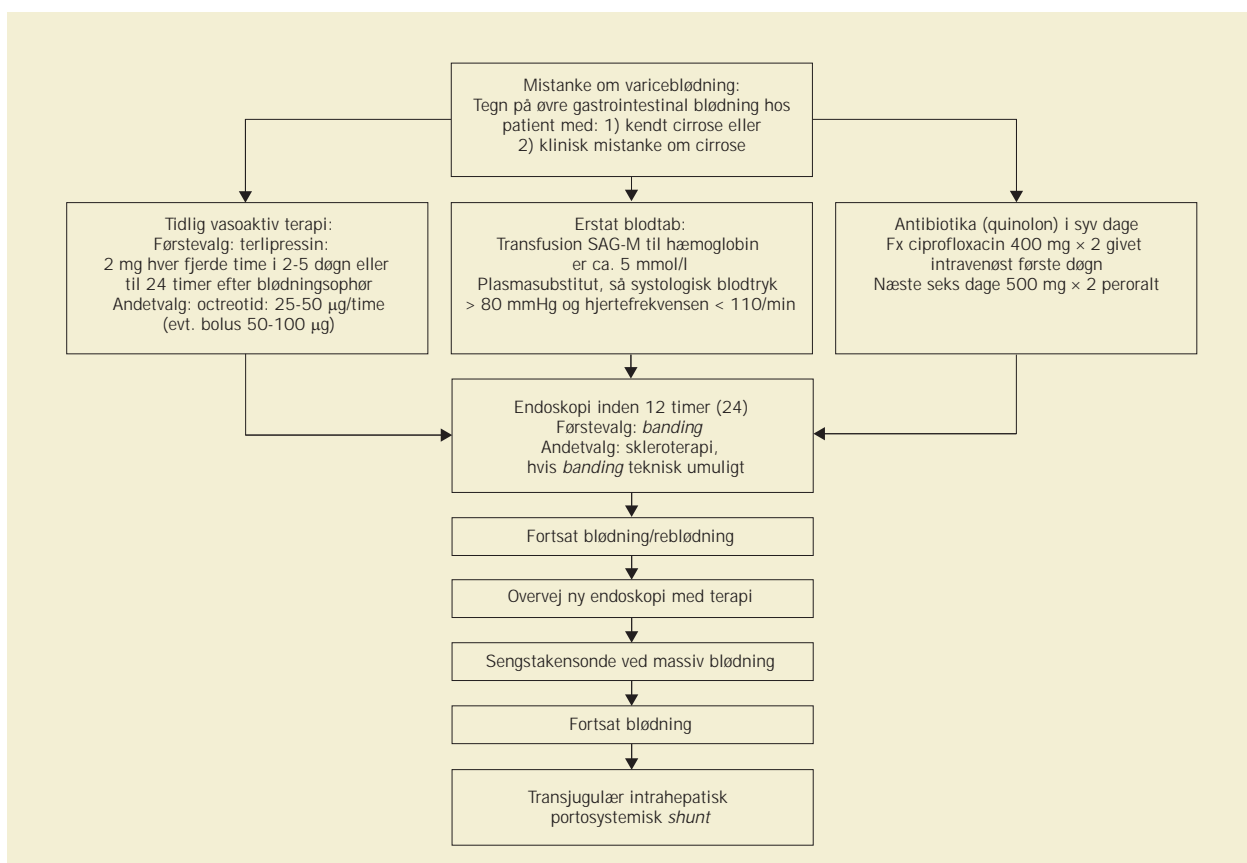 Mistanke om variceblødning:
Tegn på øvre gastrointestinal blødning hos
patient med: 1) kendt cirrose eller
2) klinisk mistanke om cirrose
Tidlig vasoaktiv terapi:
Førstevalg: terlipressin:
2 mg hver fjerde time i 2-5 døgn eller
til 24 timer efter blødningsophør
Andetvalg: octreotid: 25-50 μg/time
(evt. bolus 50-100 μg)
Erstat blodtab:
Transfusion SAG-M til hæmoglobin
er ca. 5 mmol/l
Plasmasubstitut, så systologisk blodtryk
> 80 mmHg og hjertefrekvensen < 110/min
Antibiotika (quinolon) i syv dage
Fx ciprofloxacin 400 mg × 2 givet
intravenøst første døgn
Næste seks dage 500 mg × 2 peroralt
Endoskopi inden 12 timer (24)
Førstevalg: banding
Andetvalg: skleroterapi,
hvis banding teknisk umuligt
Fortsat blødning/reblødning
Overvej ny endoskopi med terapi
Sengstakensonde ved massiv blødning
Fortsat blødning
Transjugulær intrahepatisk
portosystemisk shunt